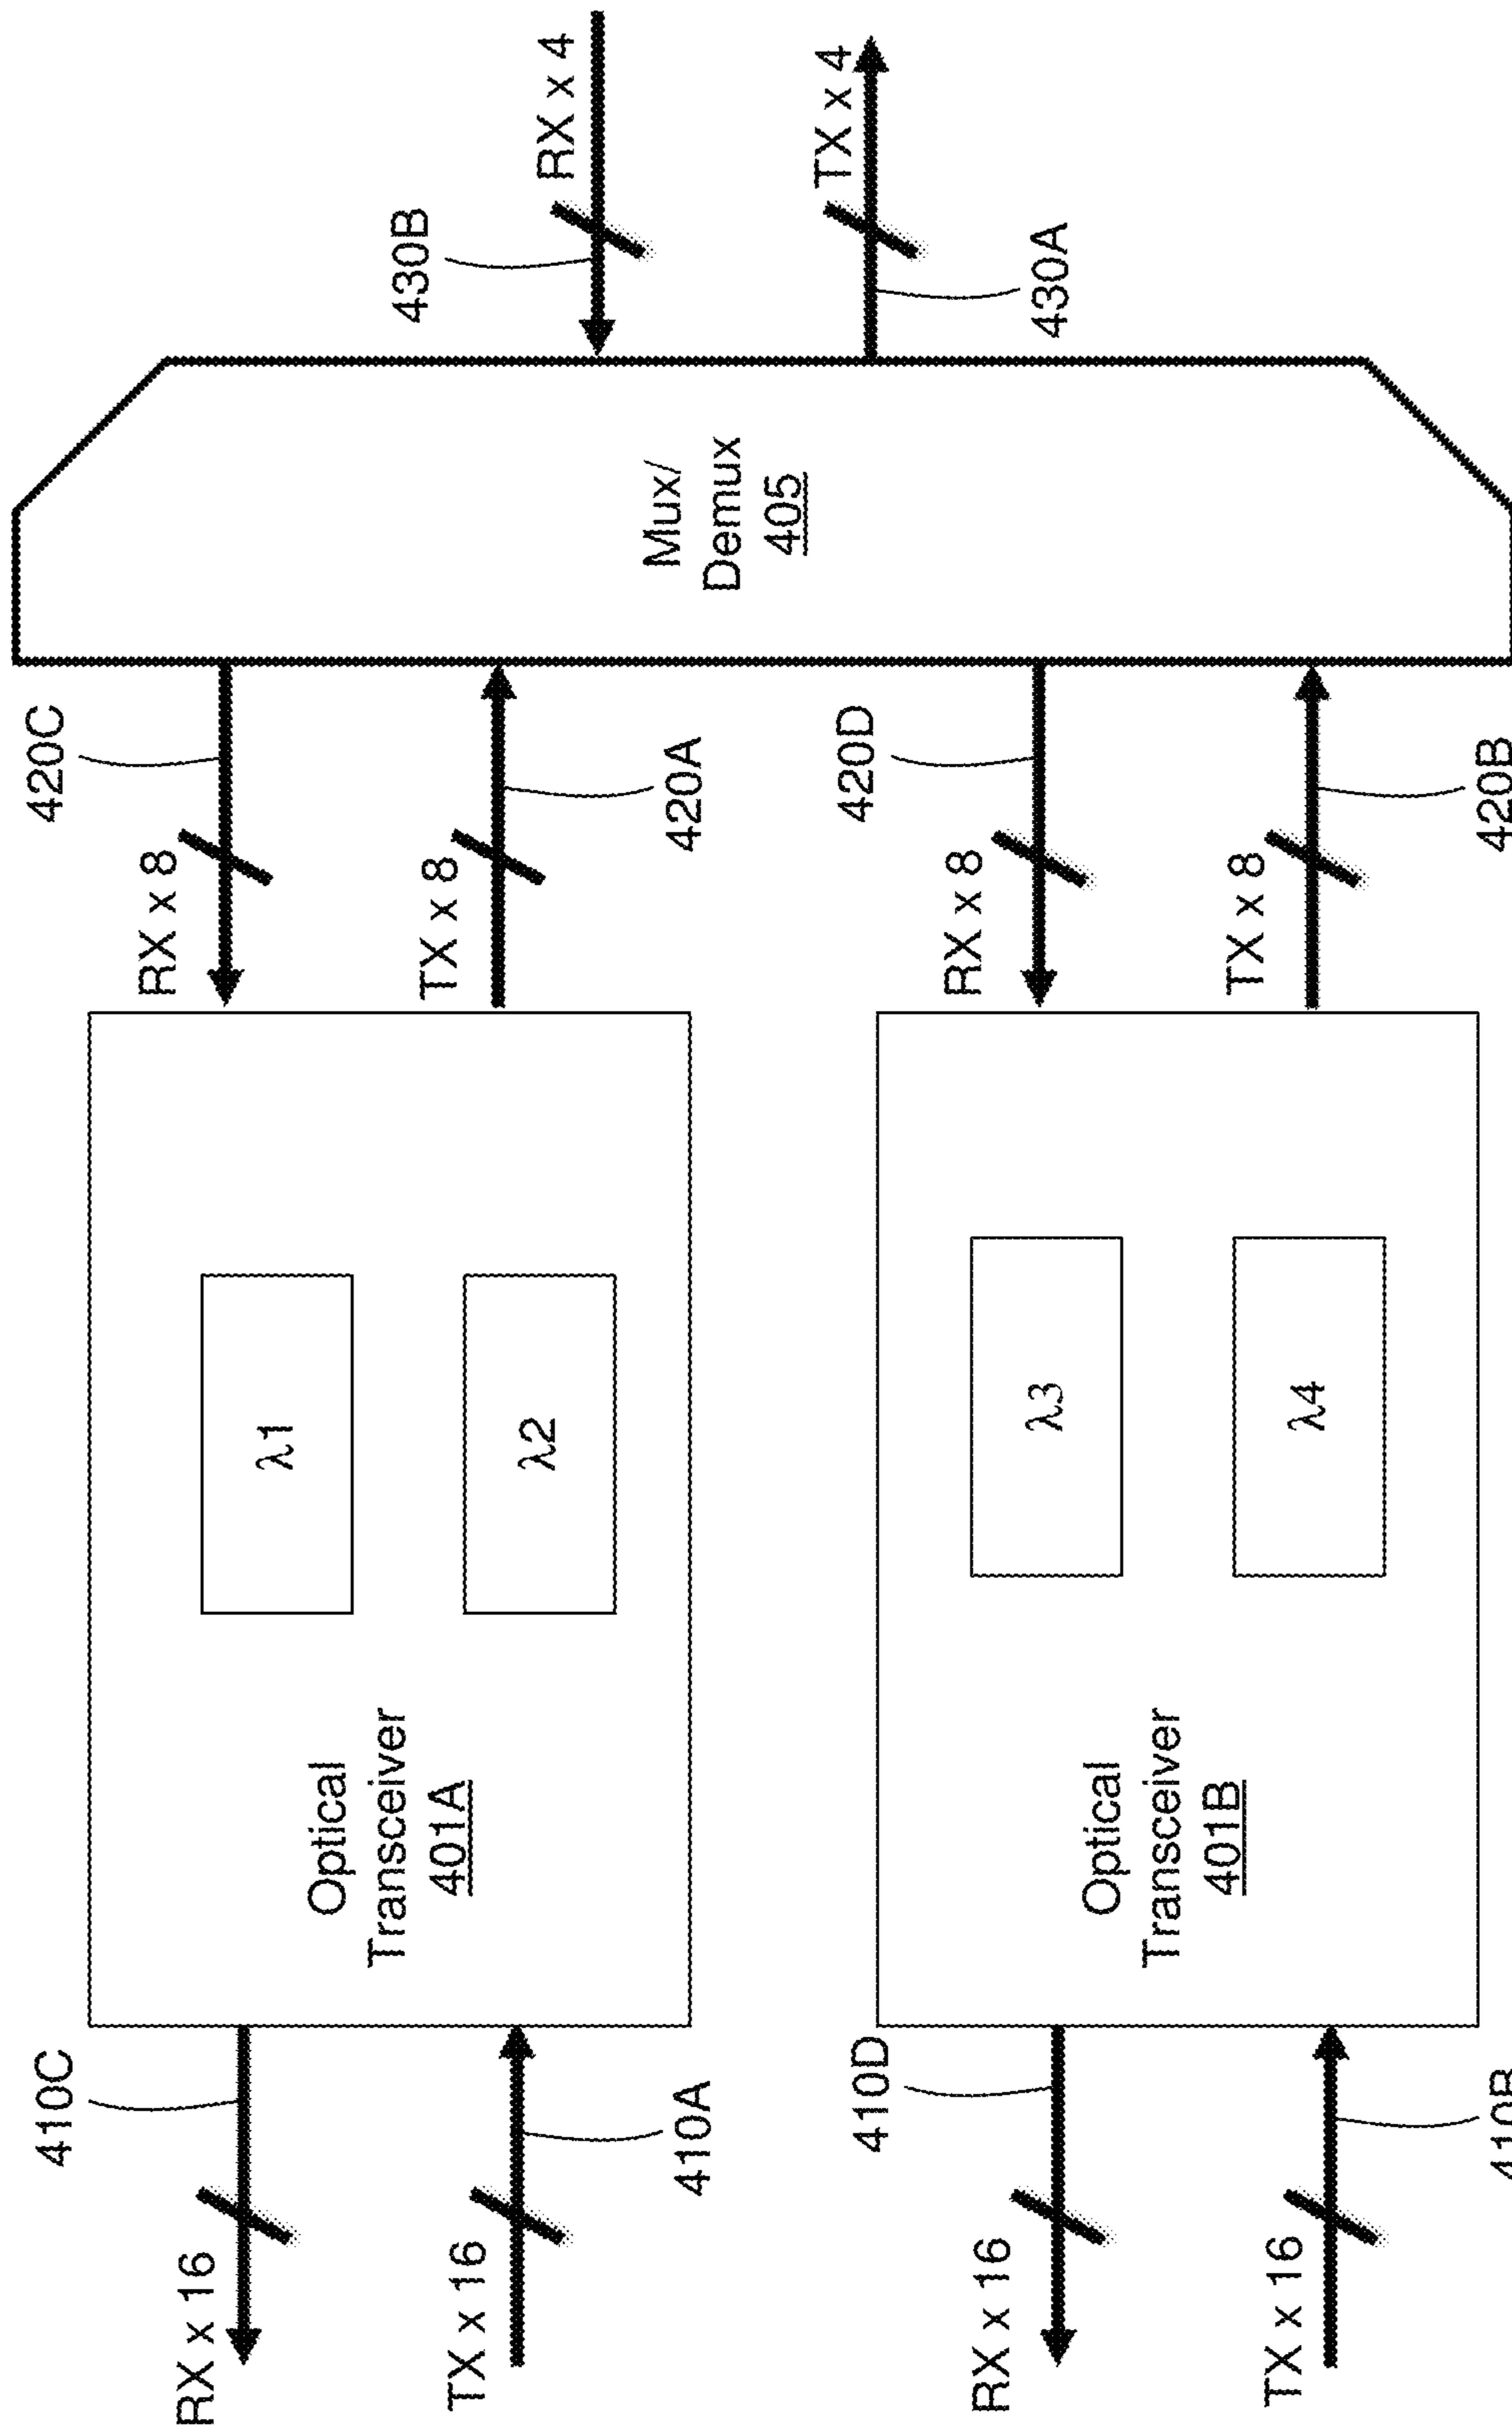 RX x 16
410C
TX x 16
410A
Optical
Transceiver
401A
λ1
λ2
RX x 8
420C
TX x 8
420A
RX x 16
410D
TX x 16
410B
Optical
Transceiver
401B
λ3
λ4
RX x 8
420D
TX x 8
420B
Mux/
Demux
405
430B
RX x 4
430A
TX x 4